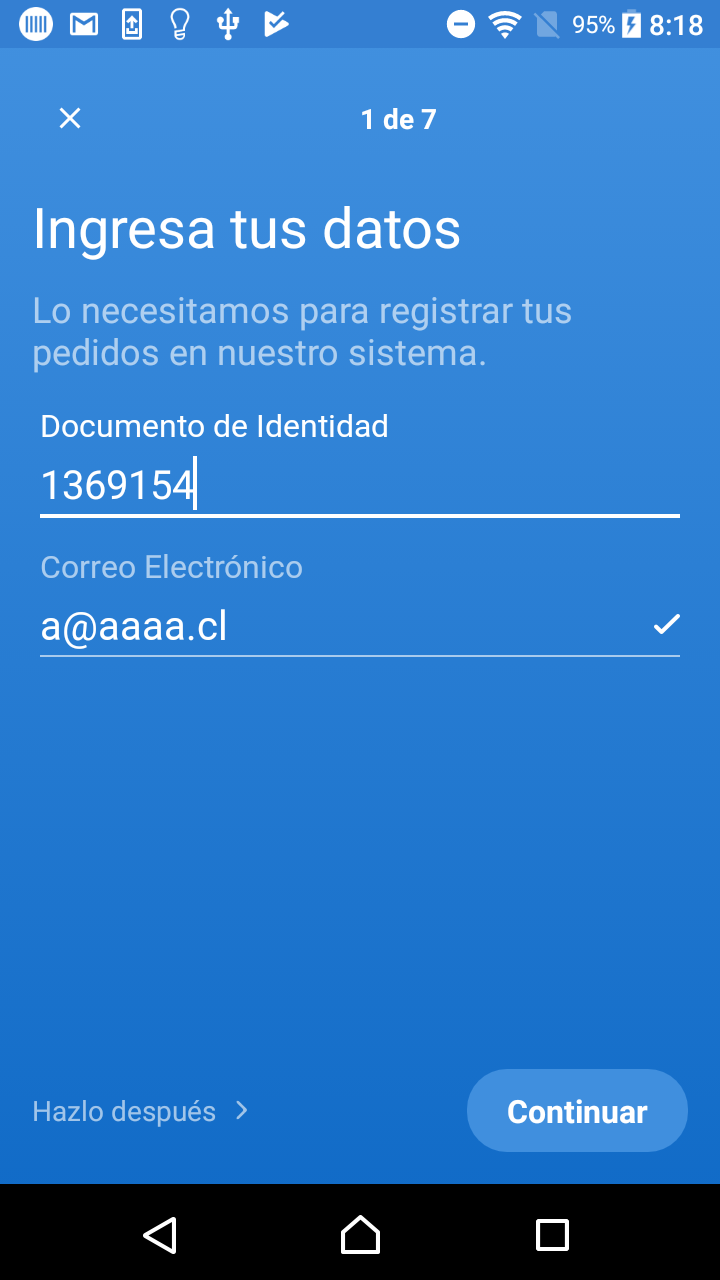 95% 8:18
1 de 7
Ingresa tus datos
Lo necesitamos para registrar tus
pedidos en nuestro sistema.
Documento de Identidad
1369154
Correo Electrónico
a@aaaa.cl
Hazlo después
Continuar